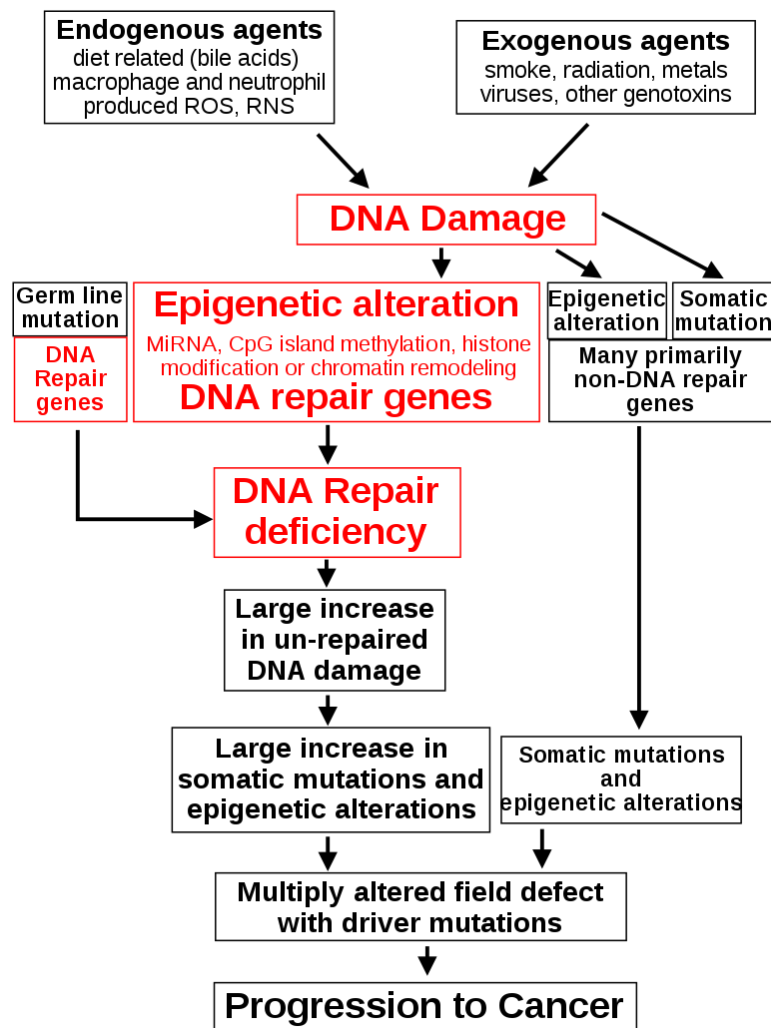 Endogenous agents
diet related (bile acids)
macrophage and neutrophil
produced ROS, RNS
Exogenous agents
smoke, radiation, metals
viruses, other genotoxins
DNA Damage
Germ line
mutation
DNA
Repair
genes
Epigenetic alteration
MiRNA, CpG island methylation, histone
modification or chromatin remodeling
DNA repair genes
Epigenetic
alteration
Somatic
mutation
Many primarily
non-DNA repair
genes
DNA Repair
deficiency
Large increase
in un-repaired
DNA damage
Large increase in
somatic mutations and
epigenetic alterations
Somatic mutations
and
epigenetic alterations
Multiply altered field defect
with driver mutations
Progression to Cancer